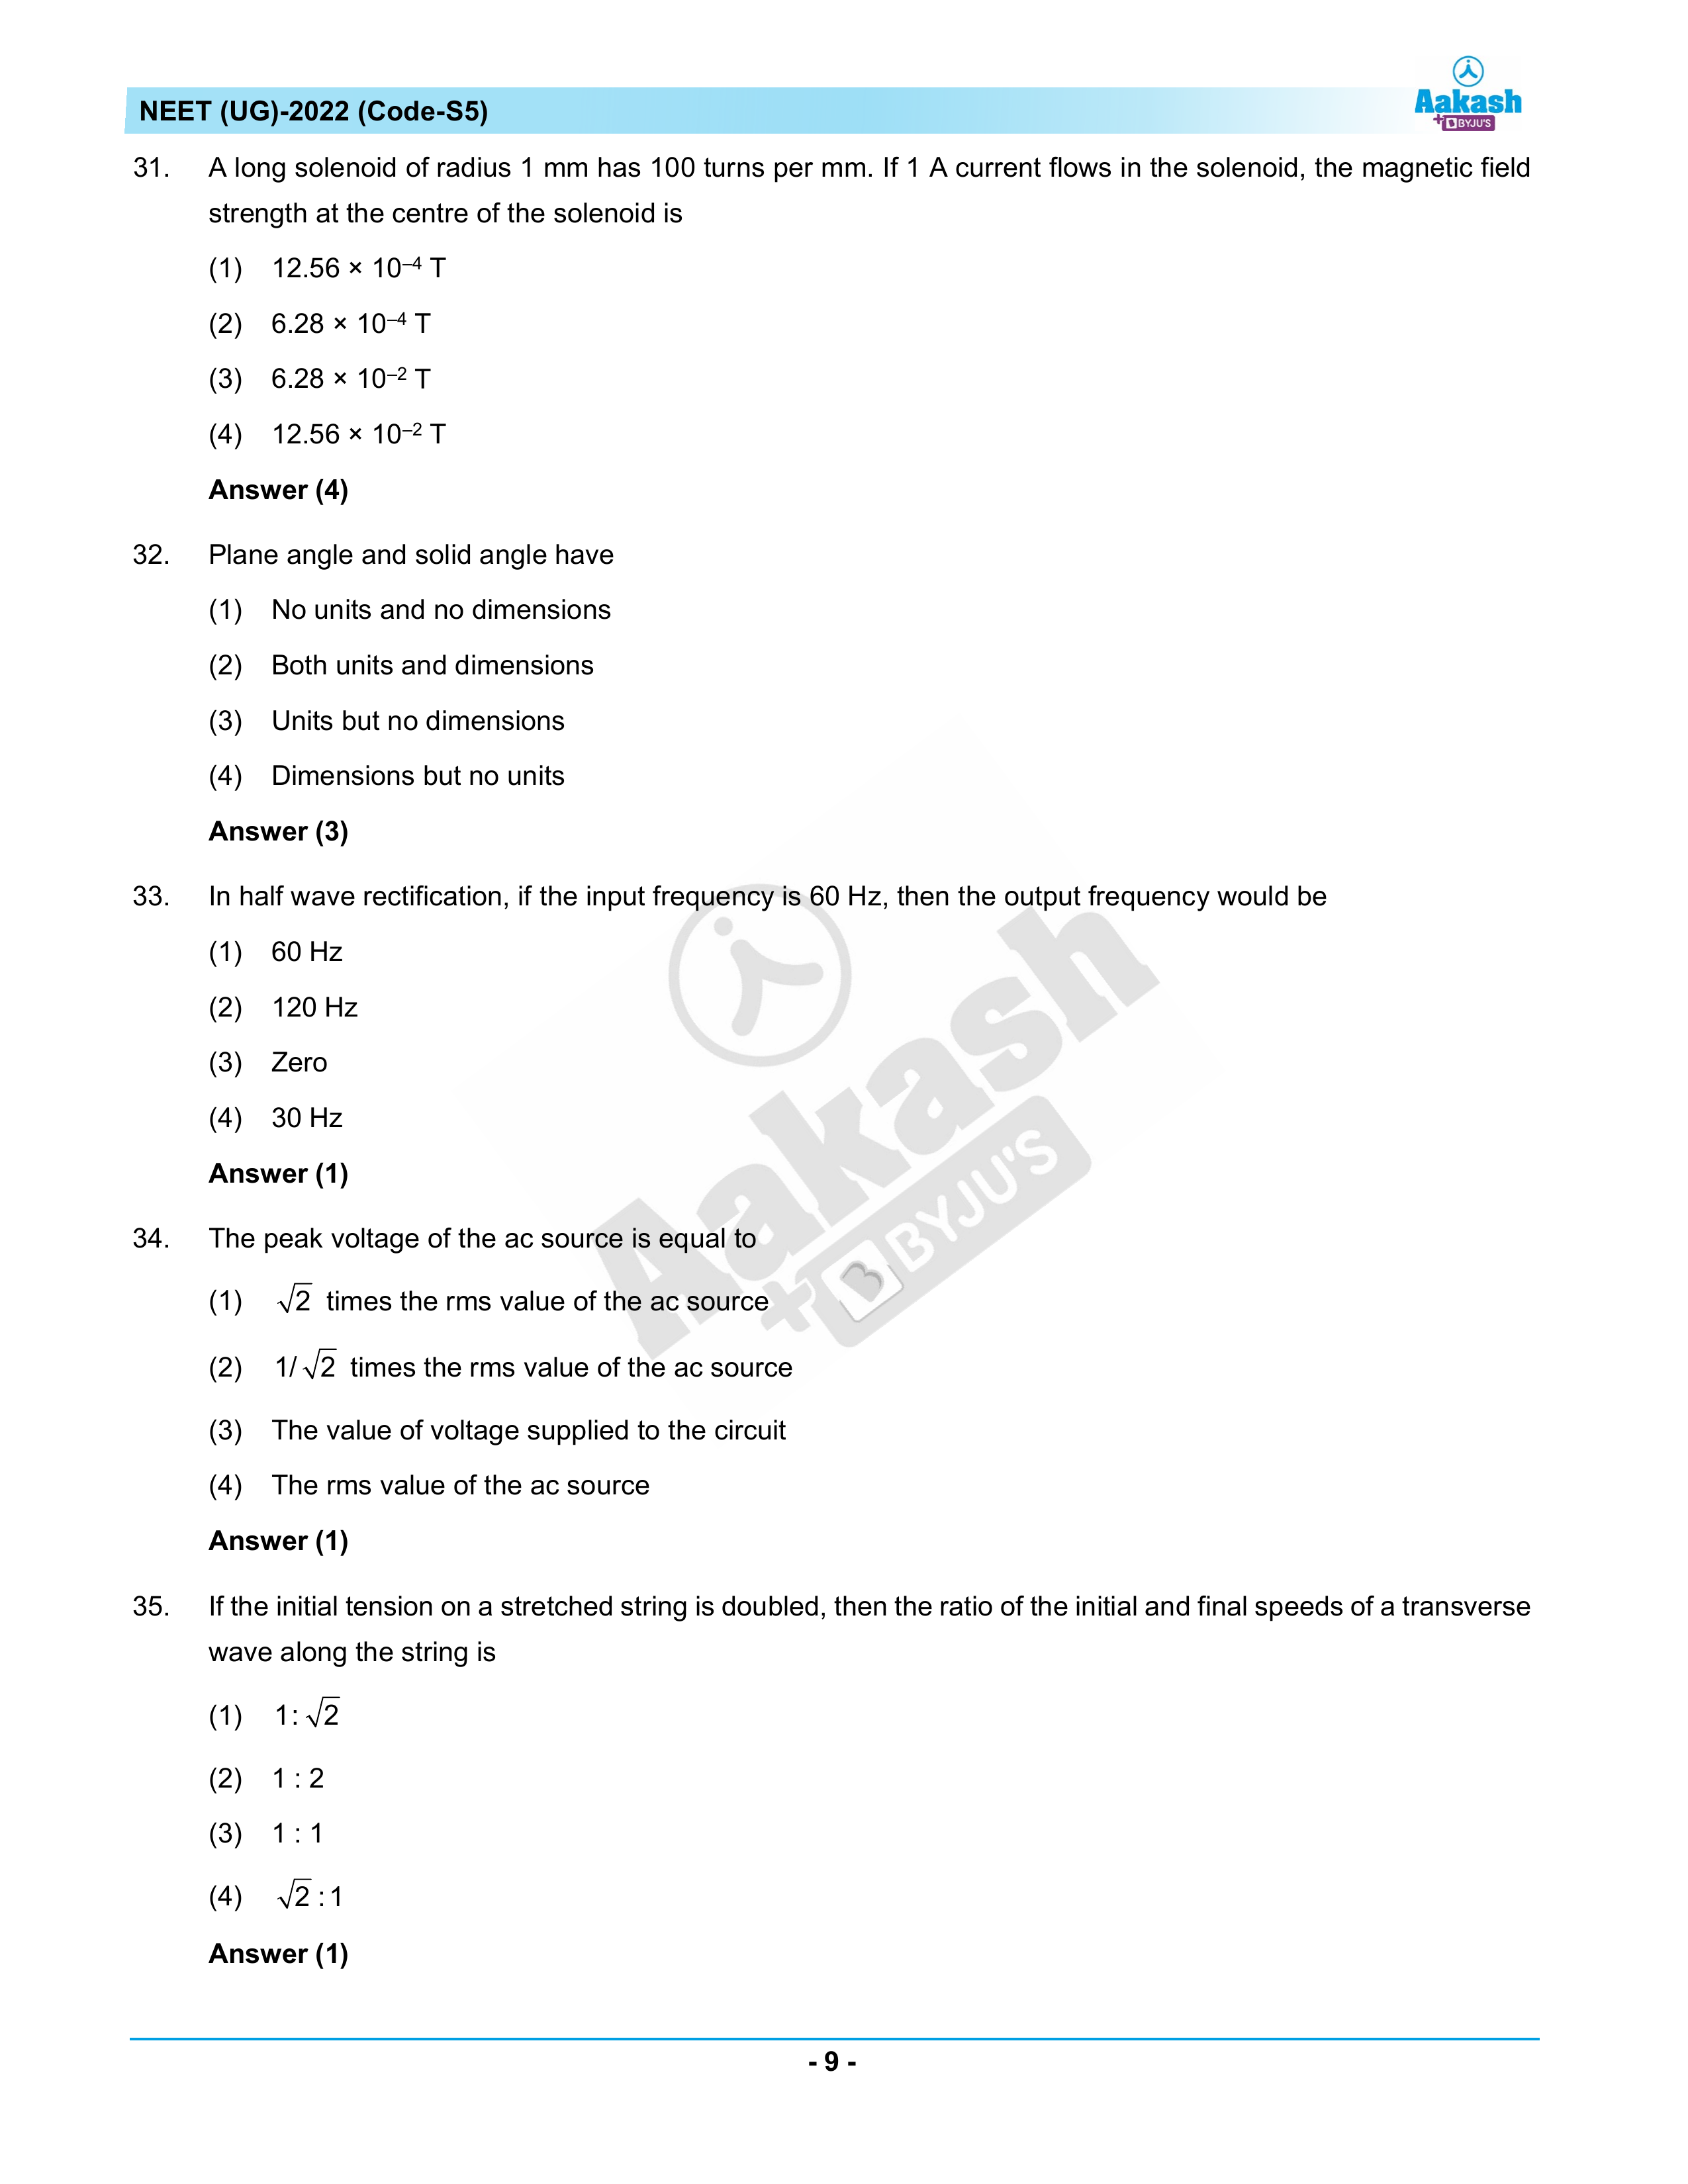 NEET (UG)-2022 (Code-S5)
Aakash
+BYJU'S
31. A long solenoid of radius 1 mm has 100 turns per mm. If 1 A current flows in the solenoid, the magnetic field
strength at the centre of the solenoid is
(1) 12.56 × 10⁻⁴ T
(2) 6.28 × 10⁻⁴ T
(3) 6.28 × 10⁻² T
(4) 12.56 × 10⁻² T
Answer (4)
32. Plane angle and solid angle have
(1) No units and no dimensions
(2) Both units and dimensions
(3) Units but no dimensions
(4) Dimensions but no units
Answer (3)
33. In half wave rectification, if the input frequency is 60 Hz, then the output frequency would be
(1) 60 Hz
(2) 120 Hz
(3) Zero
(4) 30 Hz
Answer (1)
34. The peak voltage of the ac source is equal to
(1) √2 times the rms value of the ac source
(2) 1/√2 times the rms value of the ac source
(3) The value of voltage supplied to the circuit
(4) The rms value of the ac source
Answer (1)
35. If the initial tension on a stretched string is doubled, then the ratio of the initial and final speeds of a transverse
wave along the string is
(1) 1:√2
(2) 1 : 2
(3) 1 : 1
(4) √2 :1
Answer (1)
Aakash
+BYJU'S
- 9 -